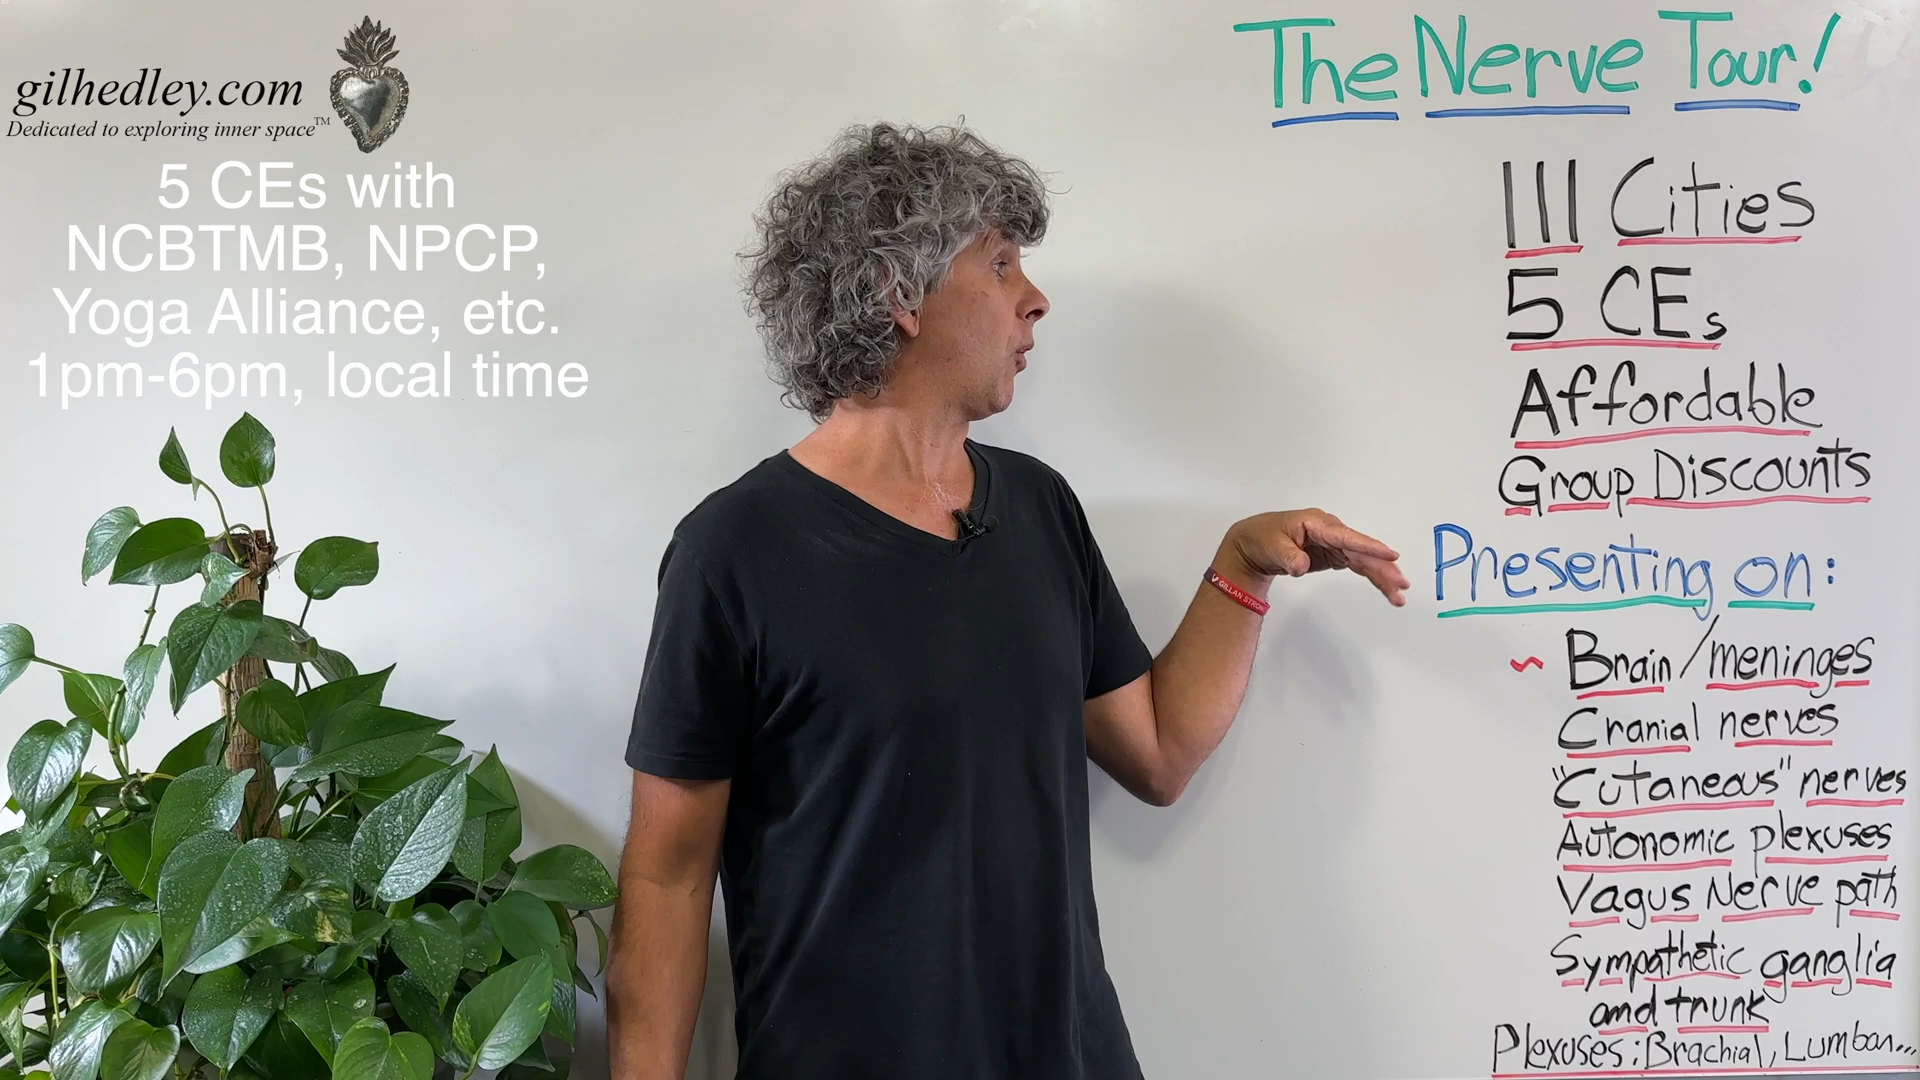 gilhedley.com
Dedicated to exploring inner space™
5 CEs with
NCBTMB, NPCP,
Yoga Alliance, etc.
1pm-6pm, local time
The Nerve Tour!
111 Cities
5 CEs
Affordable
Group Discounts
Presenting on:
~ Brain/meninges
Cranial nerves
"Cutaneous" nerves
Autonomic plexuses
Vagus Nerve path
Sympathetic ganglia
and trunk
Plexuses: Brachial, Lumbar...
GILLAN STRON